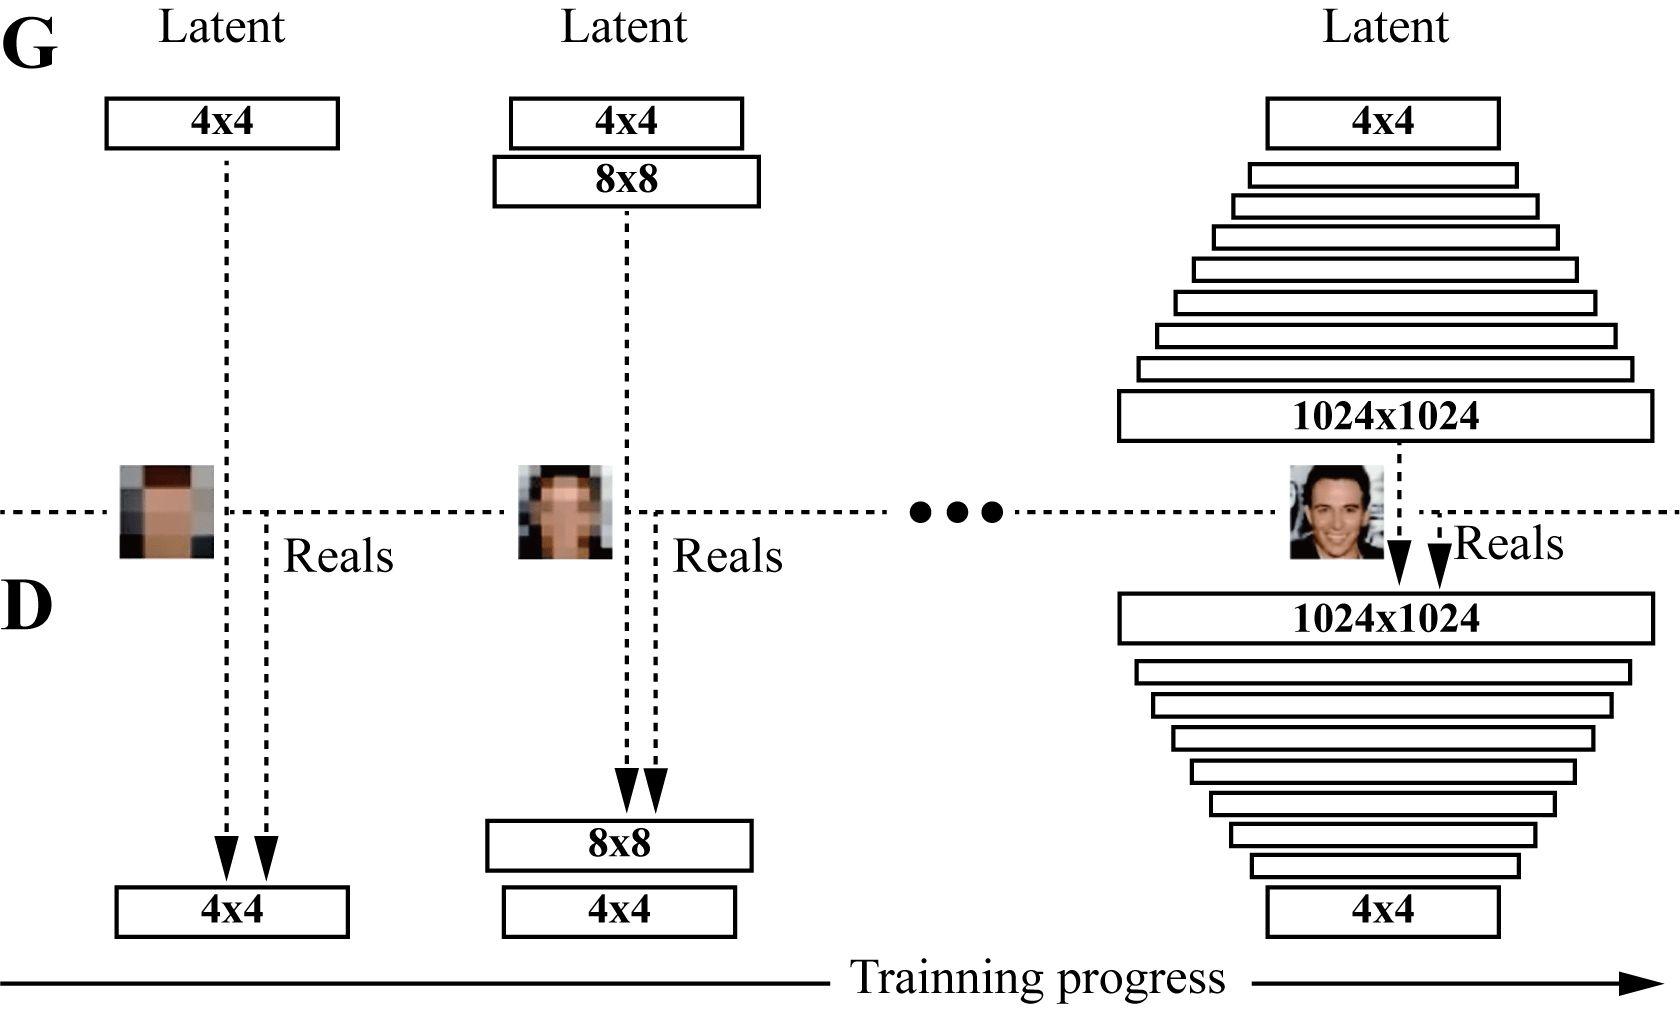 G
Latent
Latent
Latent
4x4
4x4
4x4
8x8
1024x1024
Reals
Reals
Reals
D
1024x1024
8x8
4x4
4x4
4x4
Trainning progress